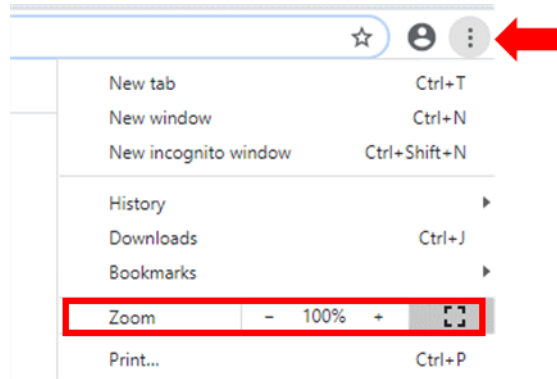 New tab Ctrl+T
New window Ctrl+N
New incognito window Ctrl+Shift+N
History
Downloads Ctrl+J
Bookmarks
Zoom - 100% +
Print... Ctrl+P